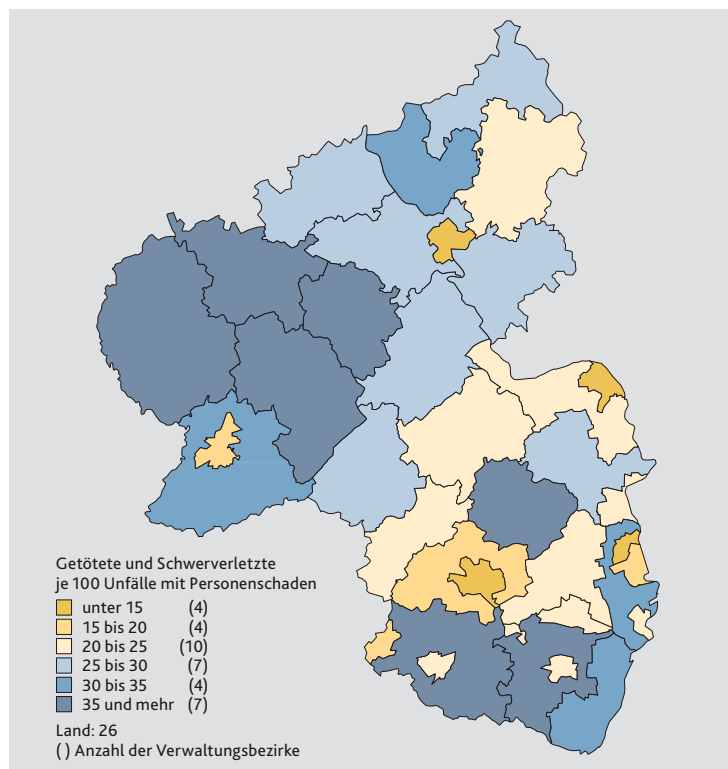 Getötete und Schwerverletzte
je 100 Unfälle mit Personenschaden
unter 15 (4)
15 bis 20 (4)
20 bis 25 (10)
25 bis 30 (7)
30 bis 35 (4)
35 und mehr (7)
Land: 26
( ) Anzahl der Verwaltungsbezirke